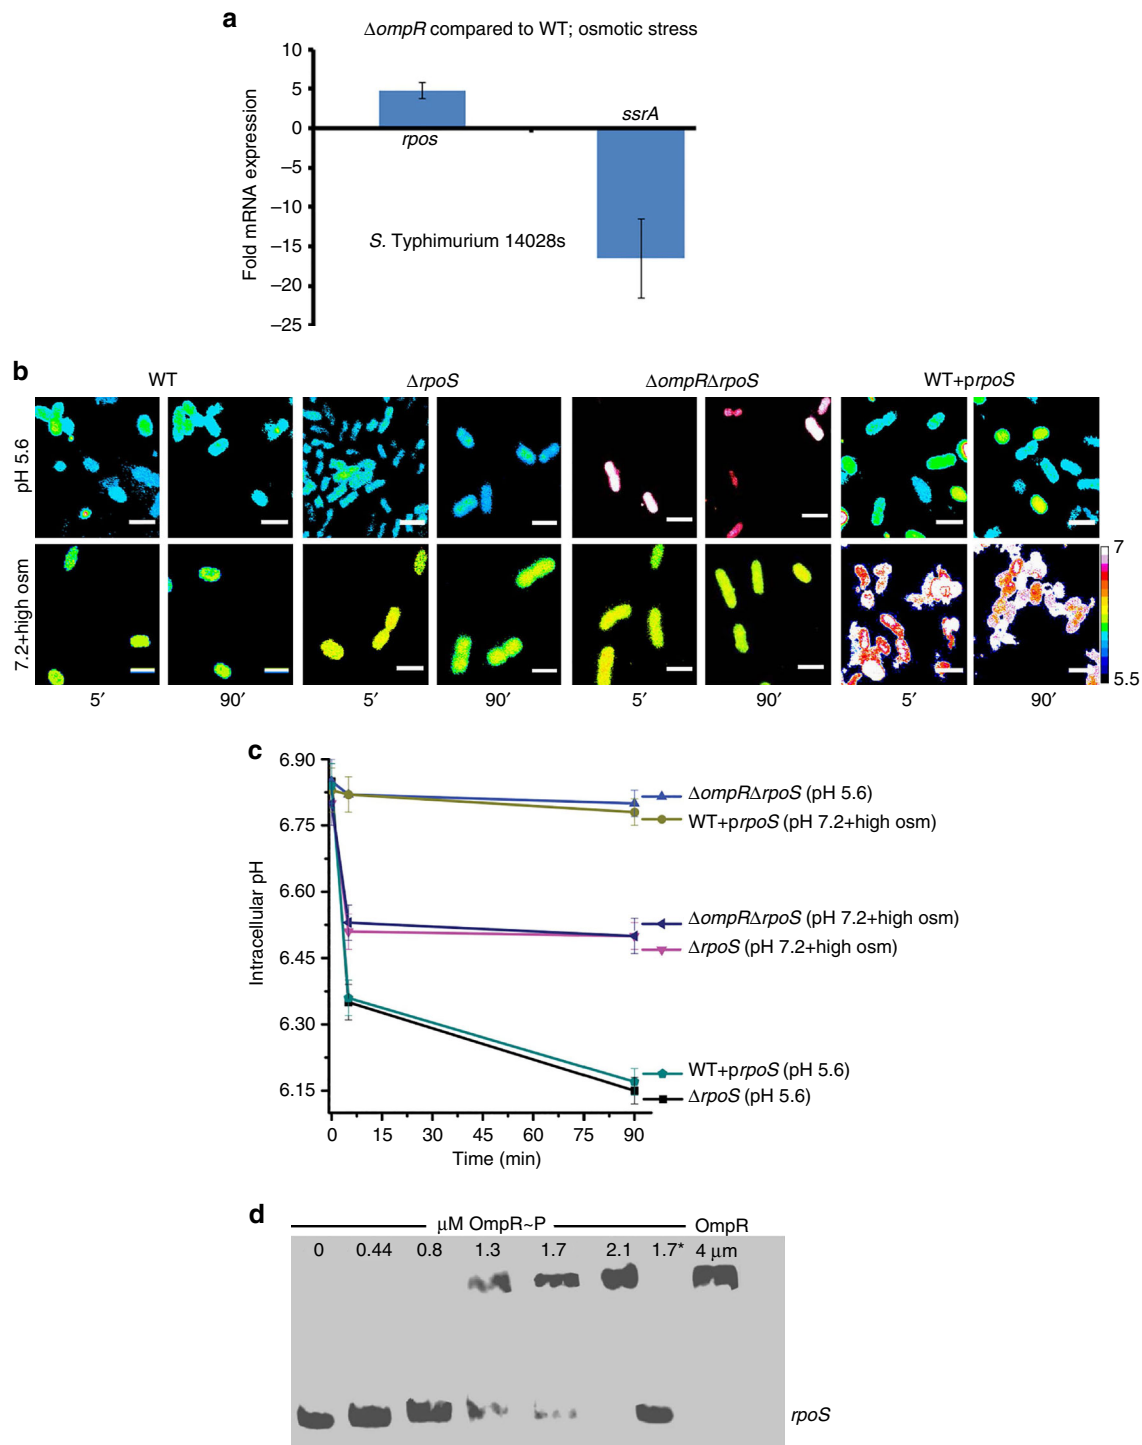 a
ΔompR compared to WT; osmotic stress
10
5
0
−5
−10
−15
−20
−25
Fold mRNA expression
rpos
ssrA
S. Typhimurium 14028s
b
WT
ΔrpoS
ΔompRΔrpoS
WT+prpoS
pH 5.6
7.2+high osm
7
5.5
5′ 90′ 5′ 90′ 5′ 90′ 5′ 90′
c
6.90
6.75
6.60
6.45
6.30
6.15
Intracellular pH
ΔompRΔrpoS (pH 5.6)
WT+prpoS (pH 7.2+high osm)
ΔompRΔrpoS (pH 7.2+high osm)
ΔrpoS (pH 7.2+high osm)
WT+prpoS (pH 5.6)
ΔrpoS (pH 5.6)
0 15 30 45 60 75 90
Time (min)
d
μM OmpR~P OmpR
0 0.44 0.8 1.3 1.7 2.1 1.7* 4 μm
rpoS